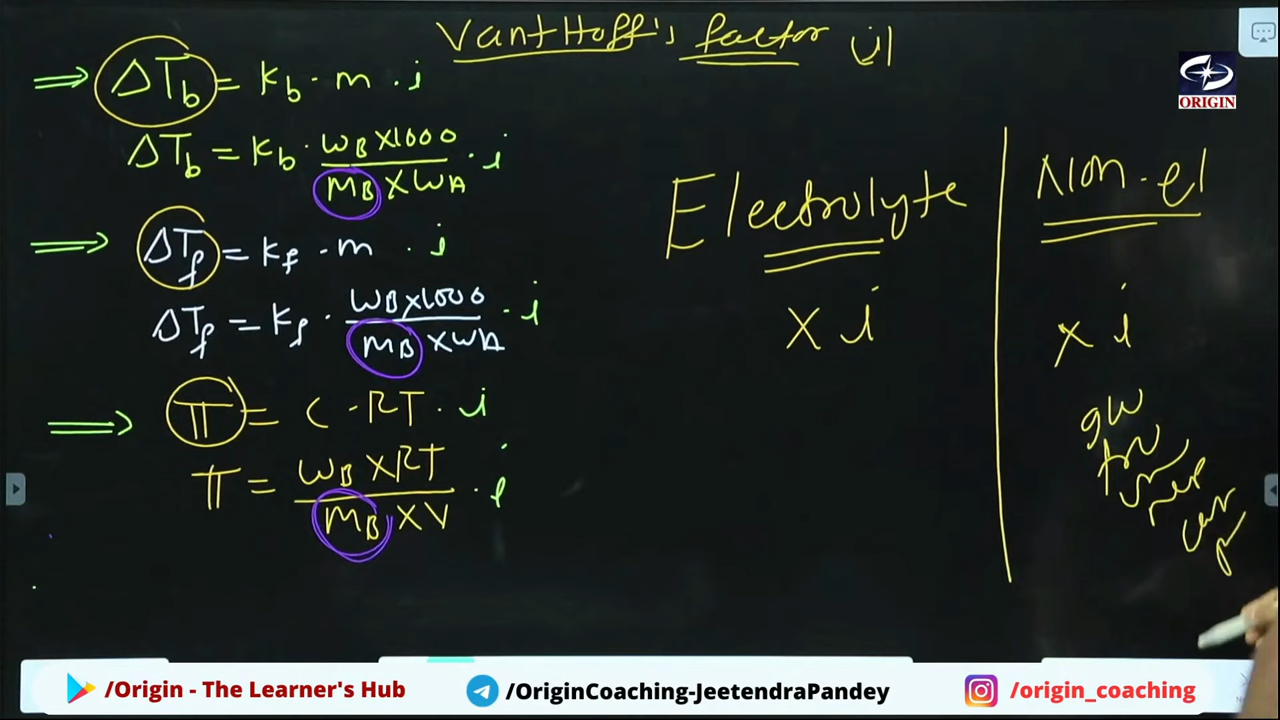 Vant Hoff's factor i
⇒ ΔTb = Kb · m · i
ΔTb = Kb · WB×1000 / MB×WA · i
⇒ ΔTf = Kf · m · i
ΔTf = Kf · WB×1000 / MB×WA · i
⇒ π = C · RT · i
π = WB×RT / MB×V · i
Electrolyte
× i
Non-el
× i
ORIGIN
/Origin - The Learner's Hub
/OriginCoaching-JeetendraPandey
/origin_coaching